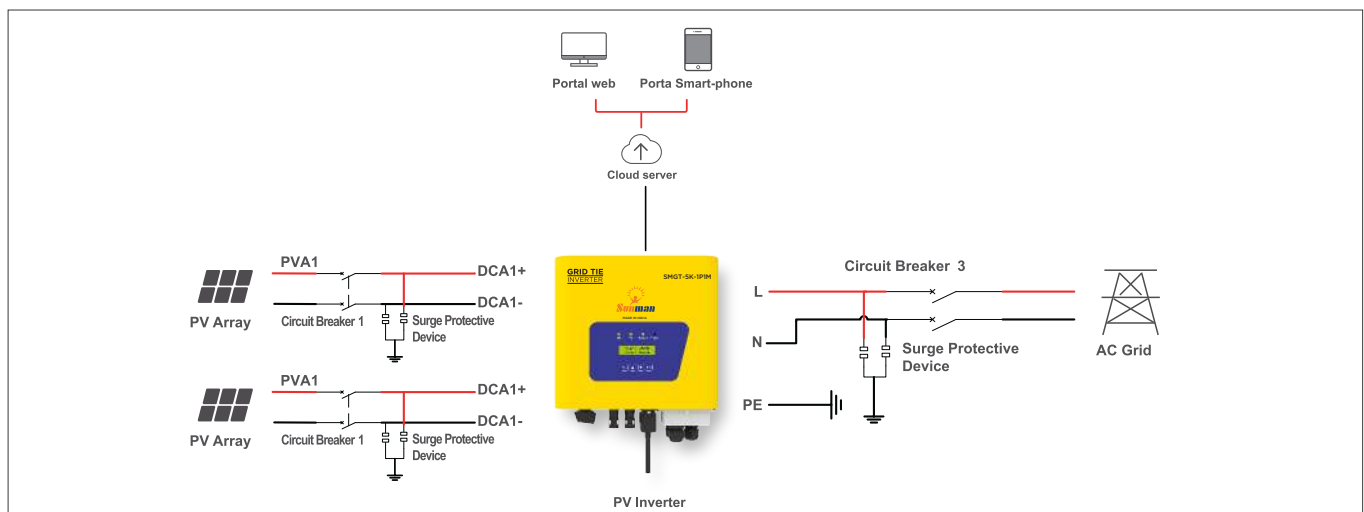 Portal web
Porta Smart-phone
Cloud server
PVA1
DCA1+
DCA1-
PV Array
Circuit Breaker 1
Surge Protective
Device
PVA1
DCA1+
DCA1-
PV Array
Circuit Breaker 1
Surge Protective
Device
GRID TIE
INVERTER
SMGT-5K-1P1M
Sunman
PV Inverter
Circuit Breaker 3
L
N
PE
Surge Protective
Device
AC Grid